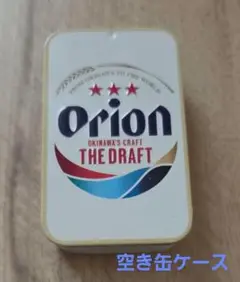 FROM OKINAWA TO THE WORLD
Orion
OKINAWA'S CRAFT
THE DRAFT
空き缶ケース